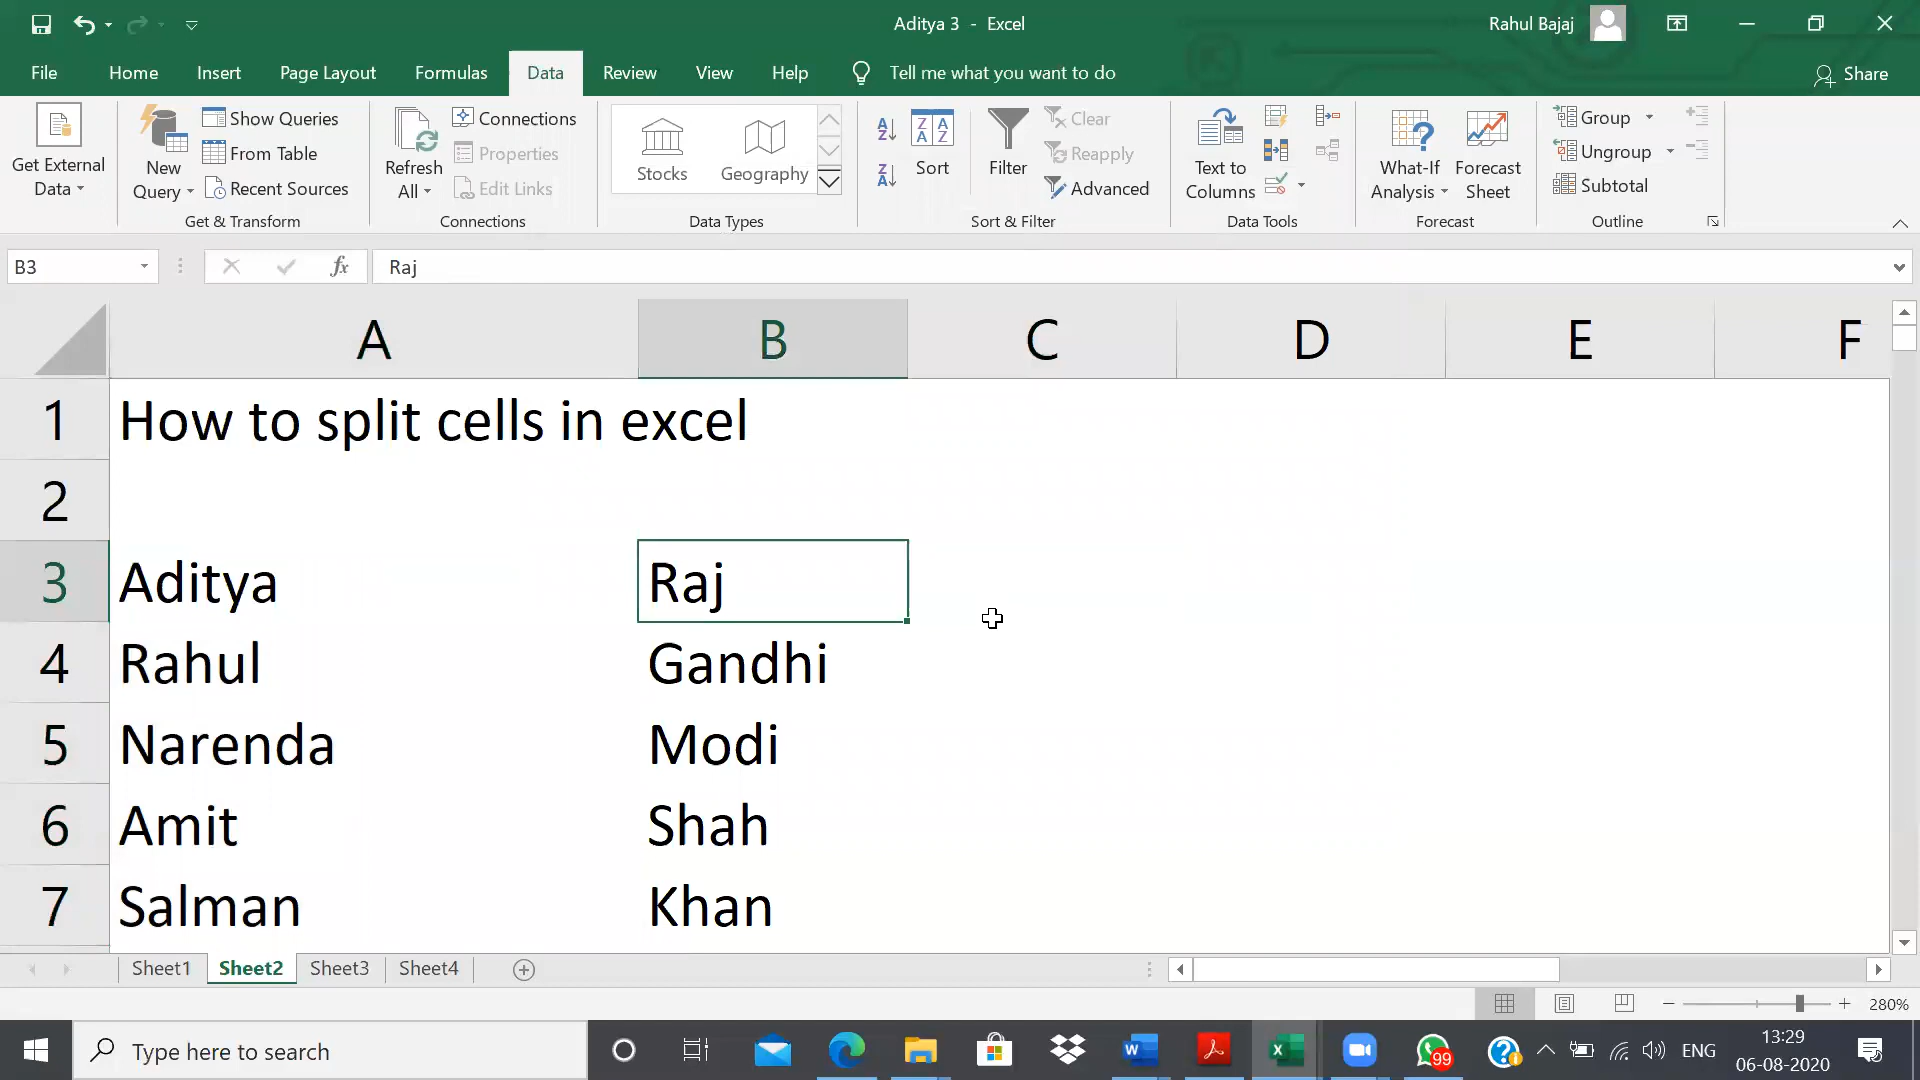 Aditya 3 - Excel
Rahul Bajaj
File Home Insert Page Layout Formulas Data Review View Help Tell me what you want to do Share
Get External Data
New Query
Show Queries
From Table
Recent Sources
Get & Transform
Refresh All
Connections
Properties
Edit Links
Connections
Stocks
Geography
Data Types
Sort
Filter
Clear
Reapply
Advanced
Sort & Filter
Text to Columns
Data Tools
What-If Analysis
Forecast Sheet
Forecast
Group
Ungroup
Subtotal
Outline
B3 fx Raj
A B C D E F
1 How to split cells in excel
2
3 Aditya Raj
4 Rahul Gandhi
5 Narenda Modi
6 Amit Shah
7 Salman Khan
Sheet1 Sheet2 Sheet3 Sheet4
280%
Type here to search
99
ENG
13:29
06-08-2020